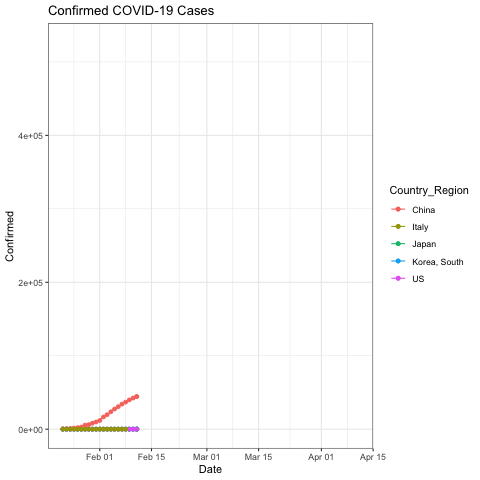 Confirmed COVID-19 Cases
Confirmed
4e+05
2e+05
0e+00
Feb 01
Feb 15
Mar 01
Mar 15
Apr 01
Apr 15
Date
Country_Region
China
Italy
Japan
Korea, South
US